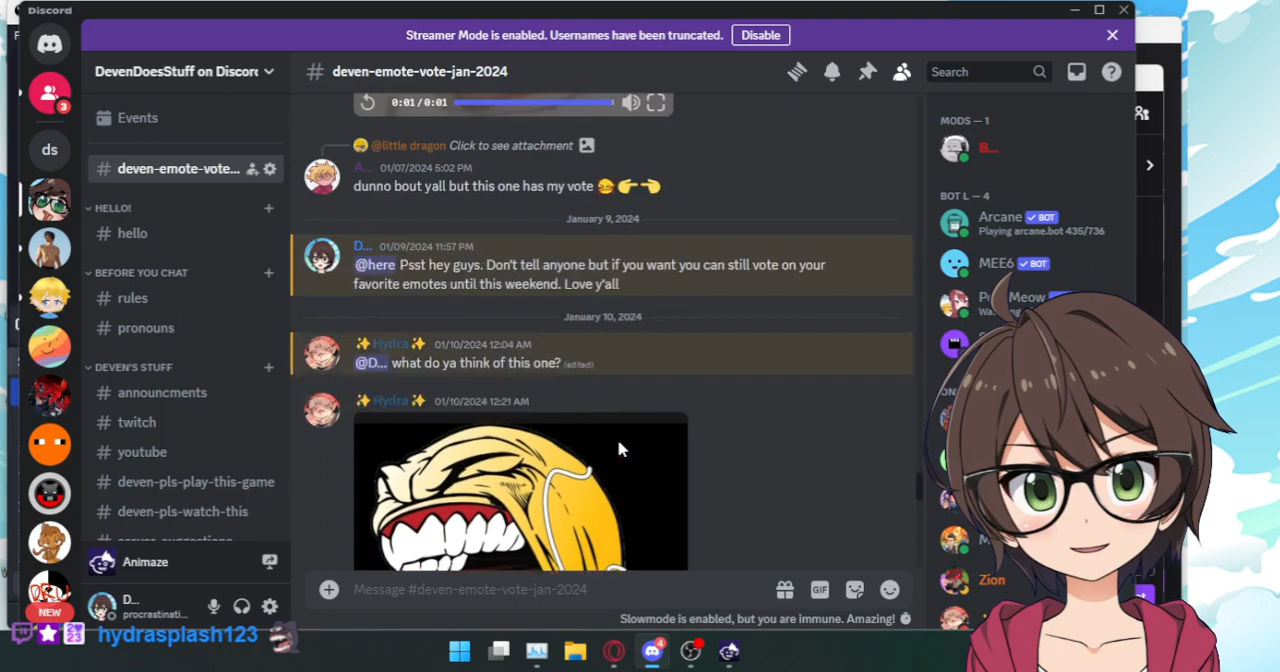 Discord
Streamer Mode is enabled. Usernames have been truncated.
Disable
DevenDoesStuff on Discord
# deven-emote-vote-jan-2024
Search
Events
# deven-emote-vote...
HELLO!
# hello
BEFORE YOU CHAT
# rules
# pronouns
DEVEN'S STUFF
# announcments
# twitch
# youtube
# deven-pls-play-this-game
# deven-pls-watch-this
# server_suggestions
Animaze
D...
procrastinati...
3
ds
NEW
0:01/0:01
@little dragon Click to see attachment
A... 01/07/2024 5:02 PM
dunno bout yall but this one has my vote
January 9, 2024
D... 01/09/2024 11:57 PM
@here Psst hey guys. Don't tell anyone but if you want you can still vote on your
favorite emotes until this weekend. Love y'all
January 10, 2024
Hydra 01/10/2024 12:04 AM
@D... what do ya think of this one? (edited)
Hydra 01/10/2024 12:21 AM
Message #deven-emote-vote-jan-2024
GIF
Slowmode is enabled, but you are immune. Amazing!
MODS — 1
B...
BOT L — 4
Arcane BOT
Playing arcane.bot 435/736
MEE6 BOT
Meow
Zion
hydrasplash123
4